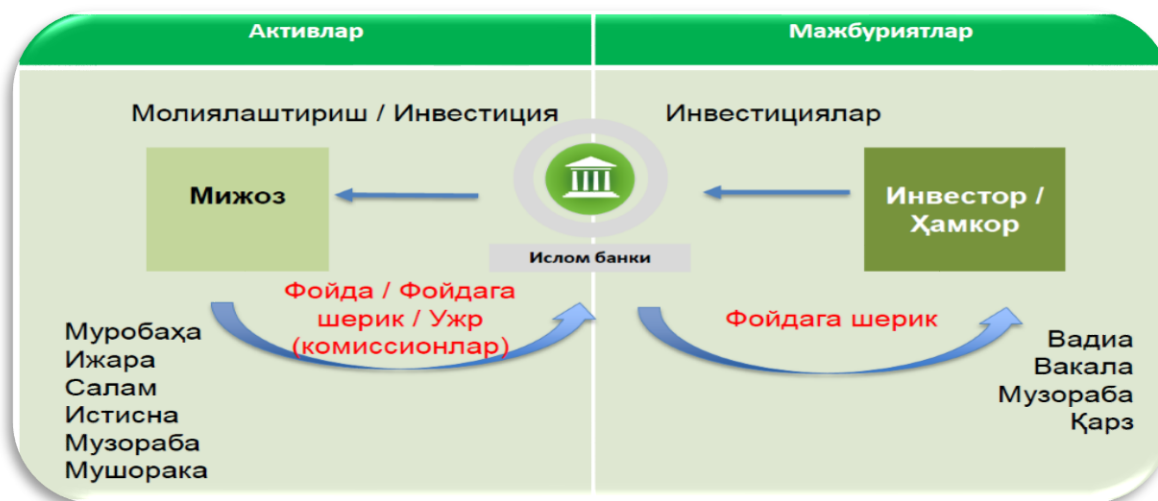 Активлар
Мажбуриятлар
Молиялаштириш / Инвестиция
Инвестициялар
Мижоз
Инвестор /
Ҳамкор
Ислом банки
Фойда / Фойдага
шерик / Ужр
(комиссионлар)
Фойдага шерик
Муробаҳа
Ижара
Салам
Истисна
Музораба
Мушорака
Вадиа
Вакала
Музораба
Қарз